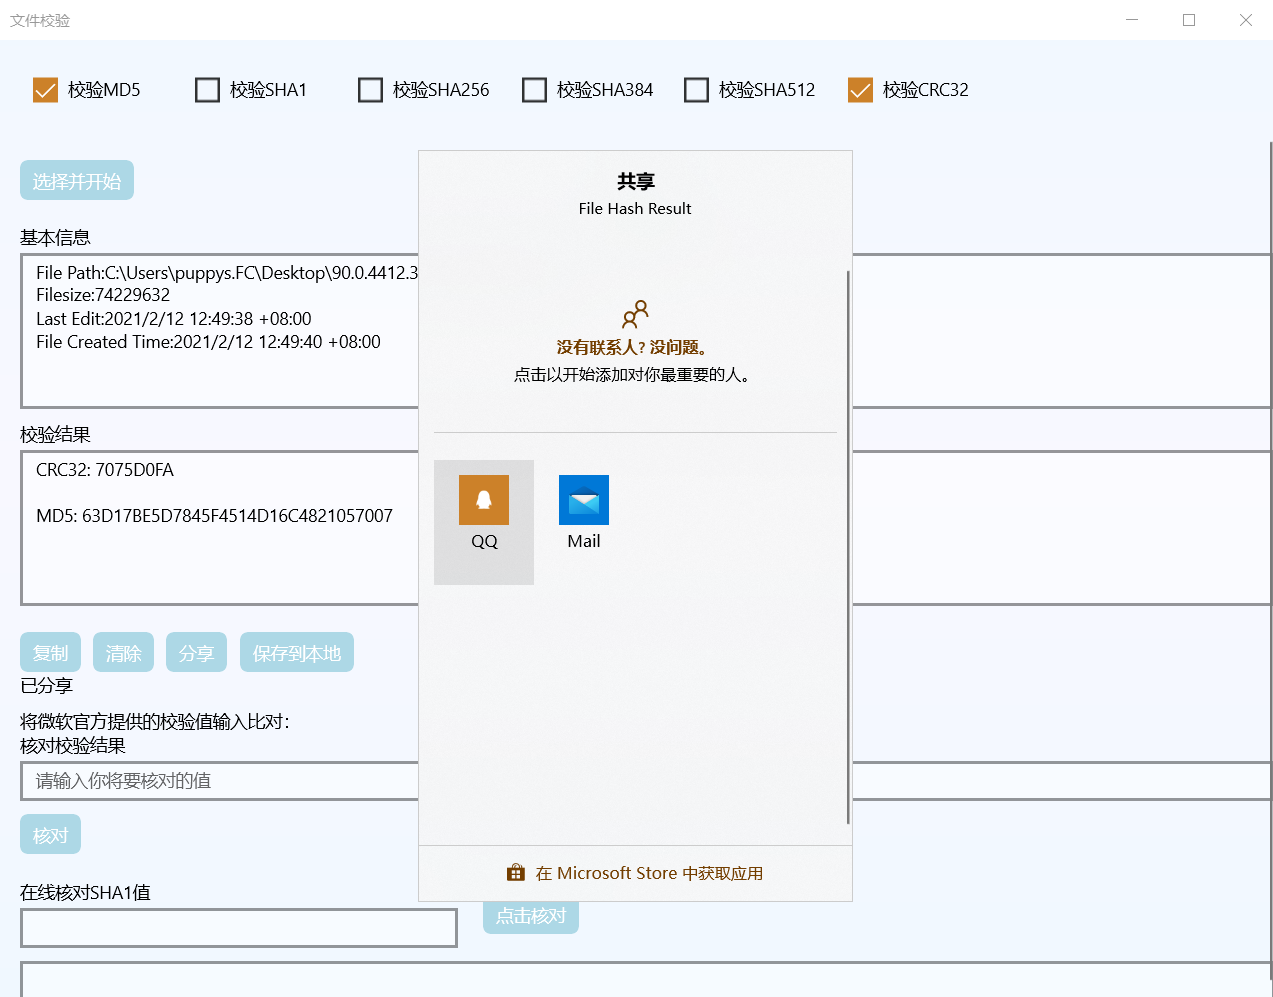 文件校验
校验MD5
校验SHA1
校验SHA256
校验SHA384
校验SHA512
校验CRC32
选择并开始
基本信息
File Path:C:\Users\puppys.FC\Desktop\90.0.4412.3
Filesize:74229632
Last Edit:2021/2/12 12:49:38 +08:00
File Created Time:2021/2/12 12:49:40 +08:00
校验结果
CRC32: 7075D0FA
MD5: 63D17BE5D7845F4514D16C4821057007
复制
清除
分享
保存到本地
已分享
将微软官方提供的校验值输入比对：
核对校验结果
请输入你将要核对的值
核对
在线核对SHA1值
点击核对
共享
File Hash Result
没有联系人? 没问题。
点击以开始添加对你最重要的人。
QQ
Mail
在 Microsoft Store 中获取应用